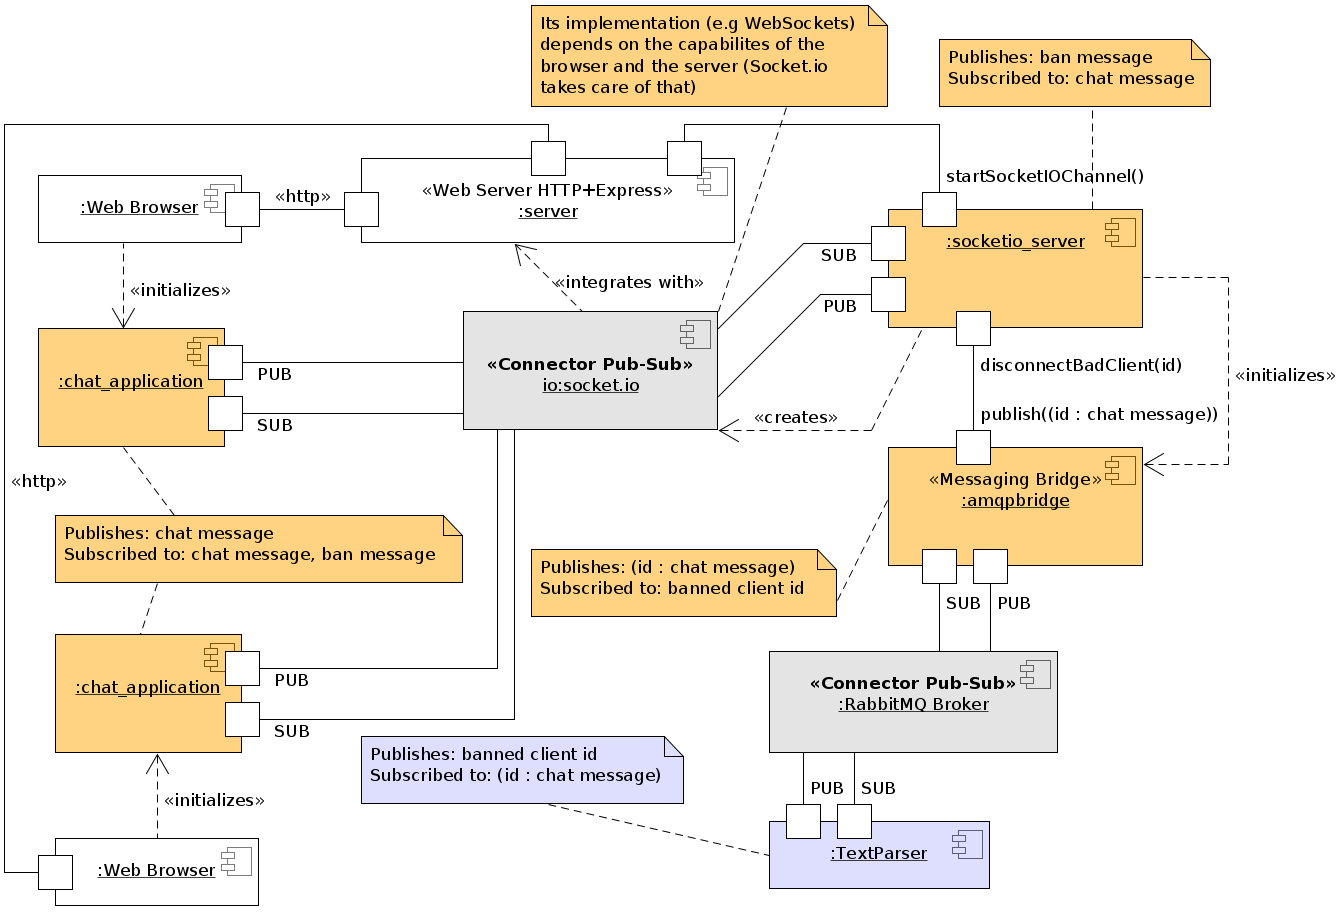 Its implementation (e.g WebSockets)
depends on the capabilites of the
browser and the server (Socket.io
takes care of that)
Publishes: ban message
Subscribed to: chat message
:Web Browser
«http»
«Web Server HTTP+Express»
:server
startSocketIOChannel()
:socketio_server
SUB
PUB
«initializes»
«integrates with»
:chat_application
PUB
SUB
«Connector Pub-Sub»
io:socket.io
«creates»
disconnectBadClient(id)
publish((id : chat message))
«initializes»
«http»
«Messaging Bridge»
:amqpbridge
SUB
PUB
Publishes: chat message
Subscribed to: chat message, ban message
Publishes: (id : chat message)
Subscribed to: banned client id
:chat_application
PUB
SUB
«Connector Pub-Sub»
:RabbitMQ Broker
Publishes: banned client id
Subscribed to: (id : chat message)
PUB
SUB
«initializes»
:Web Browser
:TextParser